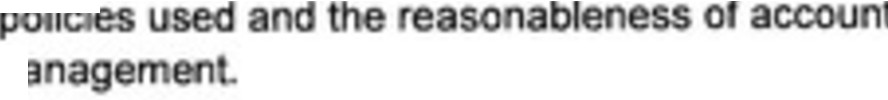 policies used and the reasonableness of account
anagement.